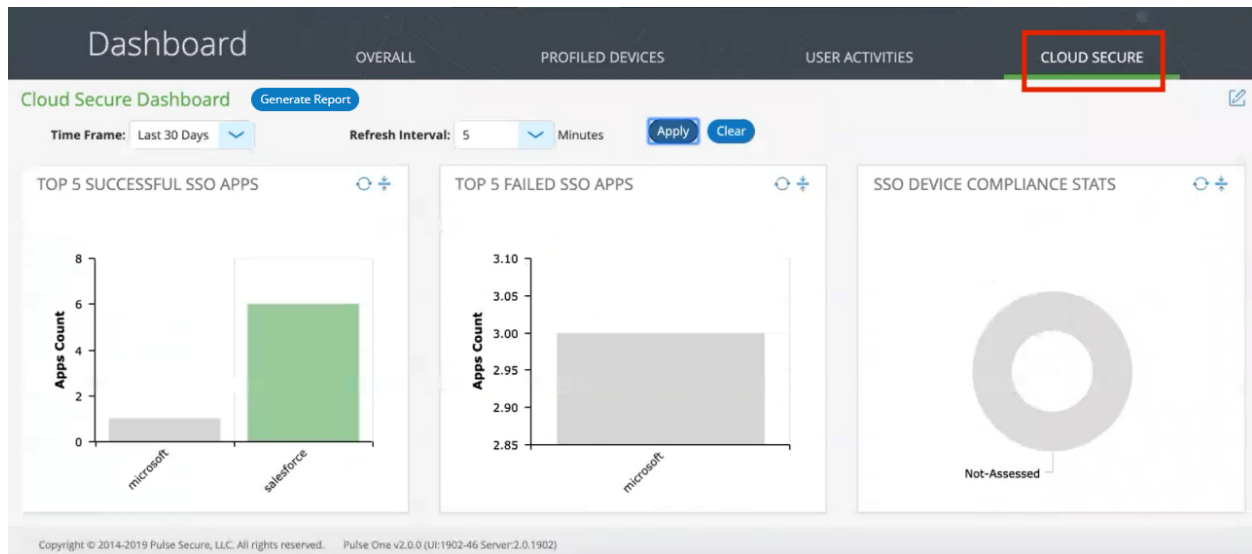 Dashboard
OVERALL
PROFILED DEVICES
USER ACTIVITIES
CLOUD SECURE
Cloud Secure Dashboard
Generate Report
Time Frame: Last 30 Days
Refresh Interval: 5 Minutes
Apply
Clear
TOP 5 SUCCESSFUL SSO APPS
8
6
4
2
0
Apps Count
microsoft
salesforce
TOP 5 FAILED SSO APPS
3.10
3.05
3.00
2.95
2.90
2.85
Apps Count
microsoft
SSO DEVICE COMPLIANCE STATS
Not-Assessed
Copyright © 2014-2019 Pulse Secure, LLC. All rights reserved. Pulse One v2.0.0 (UI:1902-46 Server:2.0.1902)